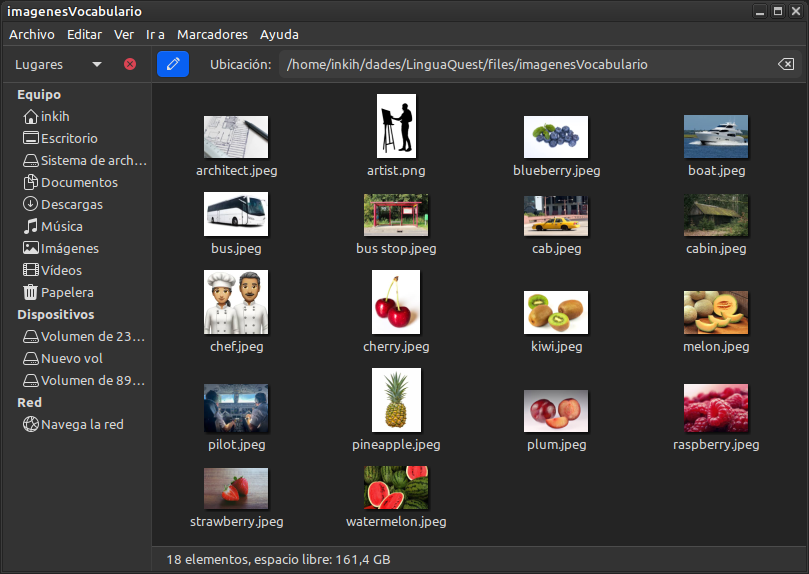 imagenesVocabulario
Archivo Editar Ver Ir a Marcadores Ayuda
Lugares
Ubicación: /home/inkih/dades/LinguaQuest/files/imagenesVocabulario
Equipo
inkih
Escritorio
Sistema de arch...
Documentos
Descargas
Música
Imágenes
Vídeos
Papelera
Dispositivos
Volumen de 23...
Nuevo vol
Volumen de 89...
Red
Navega la red
architect.jpeg artist.png blueberry.jpeg boat.jpeg
bus.jpeg bus stop.jpeg cab.jpeg cabin.jpeg
chef.jpeg cherry.jpeg kiwi.jpeg melon.jpeg
pilot.jpeg pineapple.jpeg plum.jpeg raspberry.jpeg
strawberry.jpeg watermelon.jpeg
18 elementos, espacio libre: 161,4 GB